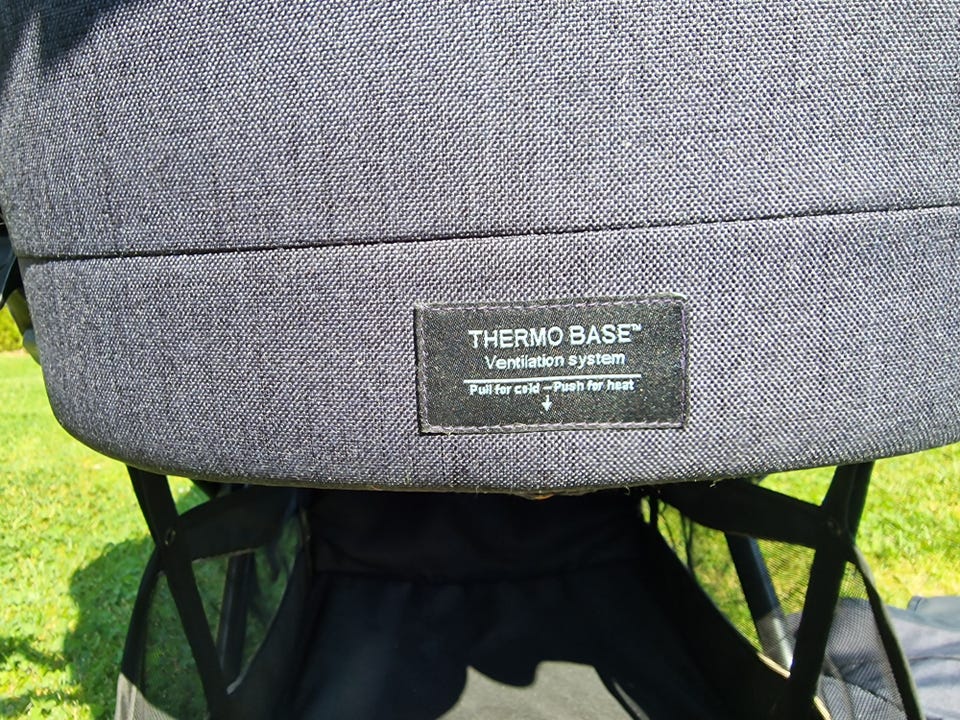 THERMO BASE™
Ventilation system
Pull for cold – Push for heat